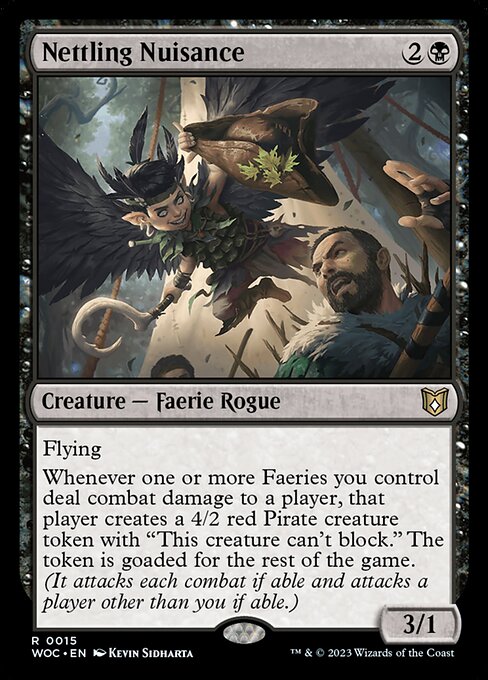 Nettling Nuisance 2
Creature — Faerie Rogue
Flying
Whenever one or more Faeries you control
deal combat damage to a player, that
player creates a 4/2 red Pirate creature
token with “This creature can’t block.” The
token is goaded for the rest of the game.
(It attacks each combat if able and attacks a
player other than you if able.)
3/1
R 0015
WOC • EN Kevin Sidharta
™ & © 2023 Wizards of the Coast